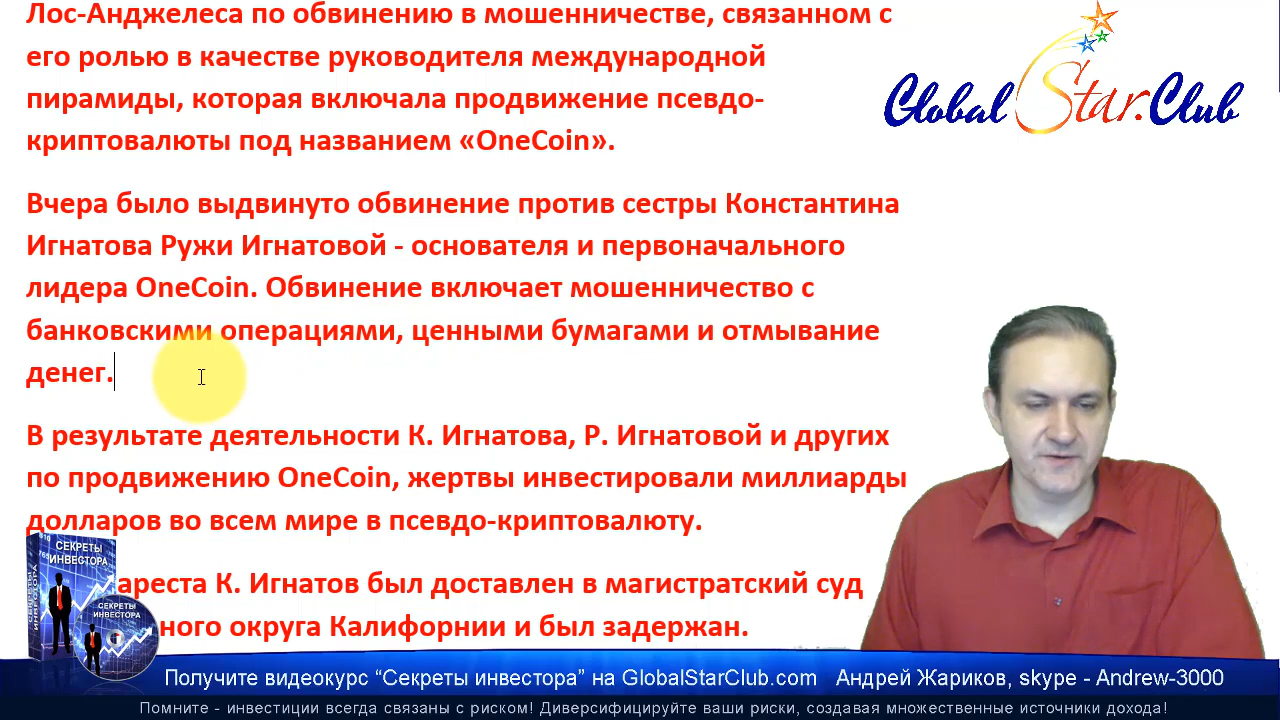 Лос-Анджелеса по обвинению в мошенничестве, связанном с
его ролью в качестве руководителя международной
пирамиды, которая включала продвижение псевдо-
криптовалюты под названием «OneCoin».
Global Star.Club
Вчера было выдвинуто обвинение против сестры Константина
Игнатова Ружи Игнатовой - основателя и первоначального
лидера OneCoin. Обвинение включает мошенничество с
банковскими операциями, ценными бумагами и отмывание
денег.
В результате деятельности К. Игнатова, Р. Игнатовой и других
по продвижению OneCoin, жертвы инвестировали миллиарды
долларов во всем мире в псевдо-криптовалюту.
ареста К. Игнатов был доставлен в магистратский суд
ного округа Калифорнии и был задержан.
СЕКРЕТЫ
ИНВЕСТОРА
СЕКРЕТЫ
ИНВЕСТОРА
СЕКРЕТЫ
ИНВЕСТОРА
Получите видеокурс “Секреты инвестора” на GlobalStarClub.com Андрей Жариков, skype - Andrew-3000
Помните - инвестиции всегда связаны с риском! Диверсифицируйте ваши риски, создавая множественные источники дохода!